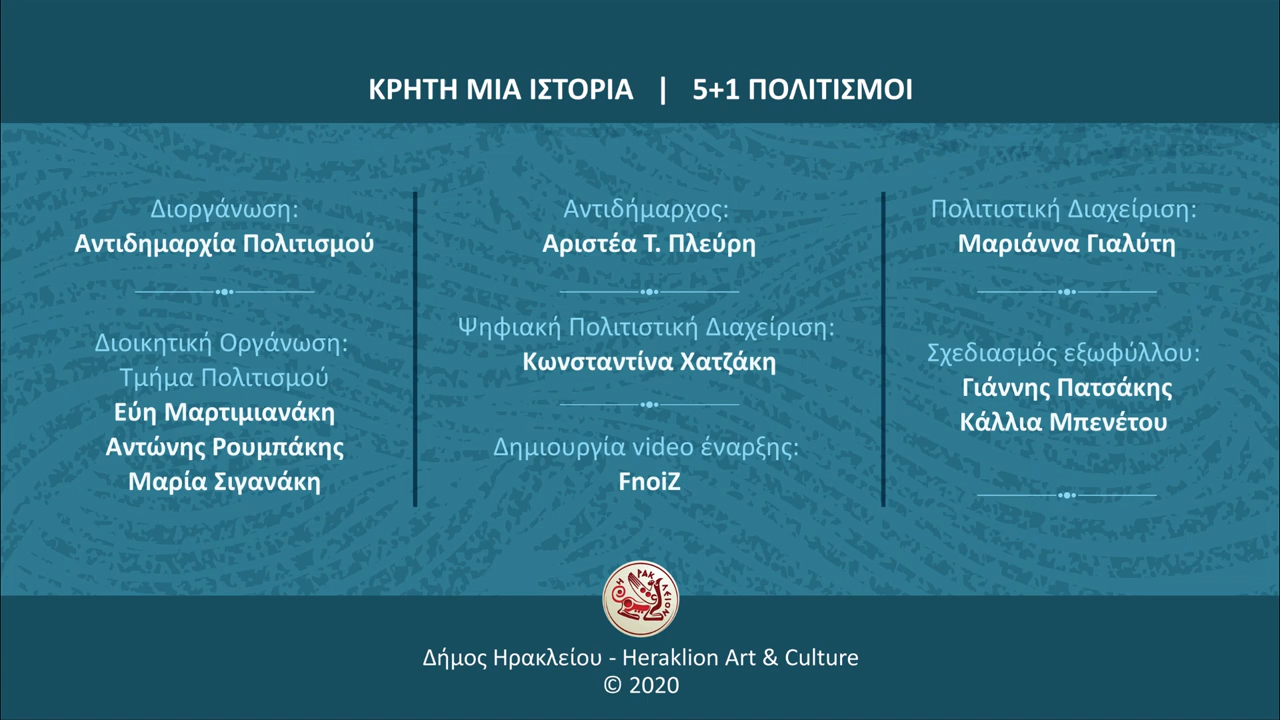 ΚΡΗΤΗ ΜΙΑ ΙΣΤΟΡΙΑ | 5+1 ΠΟΛΙΤΙΣΜΟΙ
Διοργάνωση:
Αντιδημαρχία Πολιτισμού
Διοικητική Οργάνωση:
Τμήμα Πολιτισμού
Εύη Μαρτιμιανάκη
Αντώνης Ρουμπάκης
Μαρία Σιγανάκη
Αντιδήμαρχος:
Αριστέα Τ. Πλεύρη
Ψηφιακή Πολιτιστική Διαχείριση:
Κωνσταντίνα Χατζάκη
Δημιουργία video έναρξης:
FnoiZ
Πολιτιστική Διαχείριση:
Μαριάννα Γιαλύτη
Σχεδιασμός εξωφύλλου:
Γιάννης Πατσάκης
Κάλλια Μπενέτου
ΗΡΑΚΛΕΙΟΝ
Δήμος Ηρακλείου - Heraklion Art & Culture
© 2020